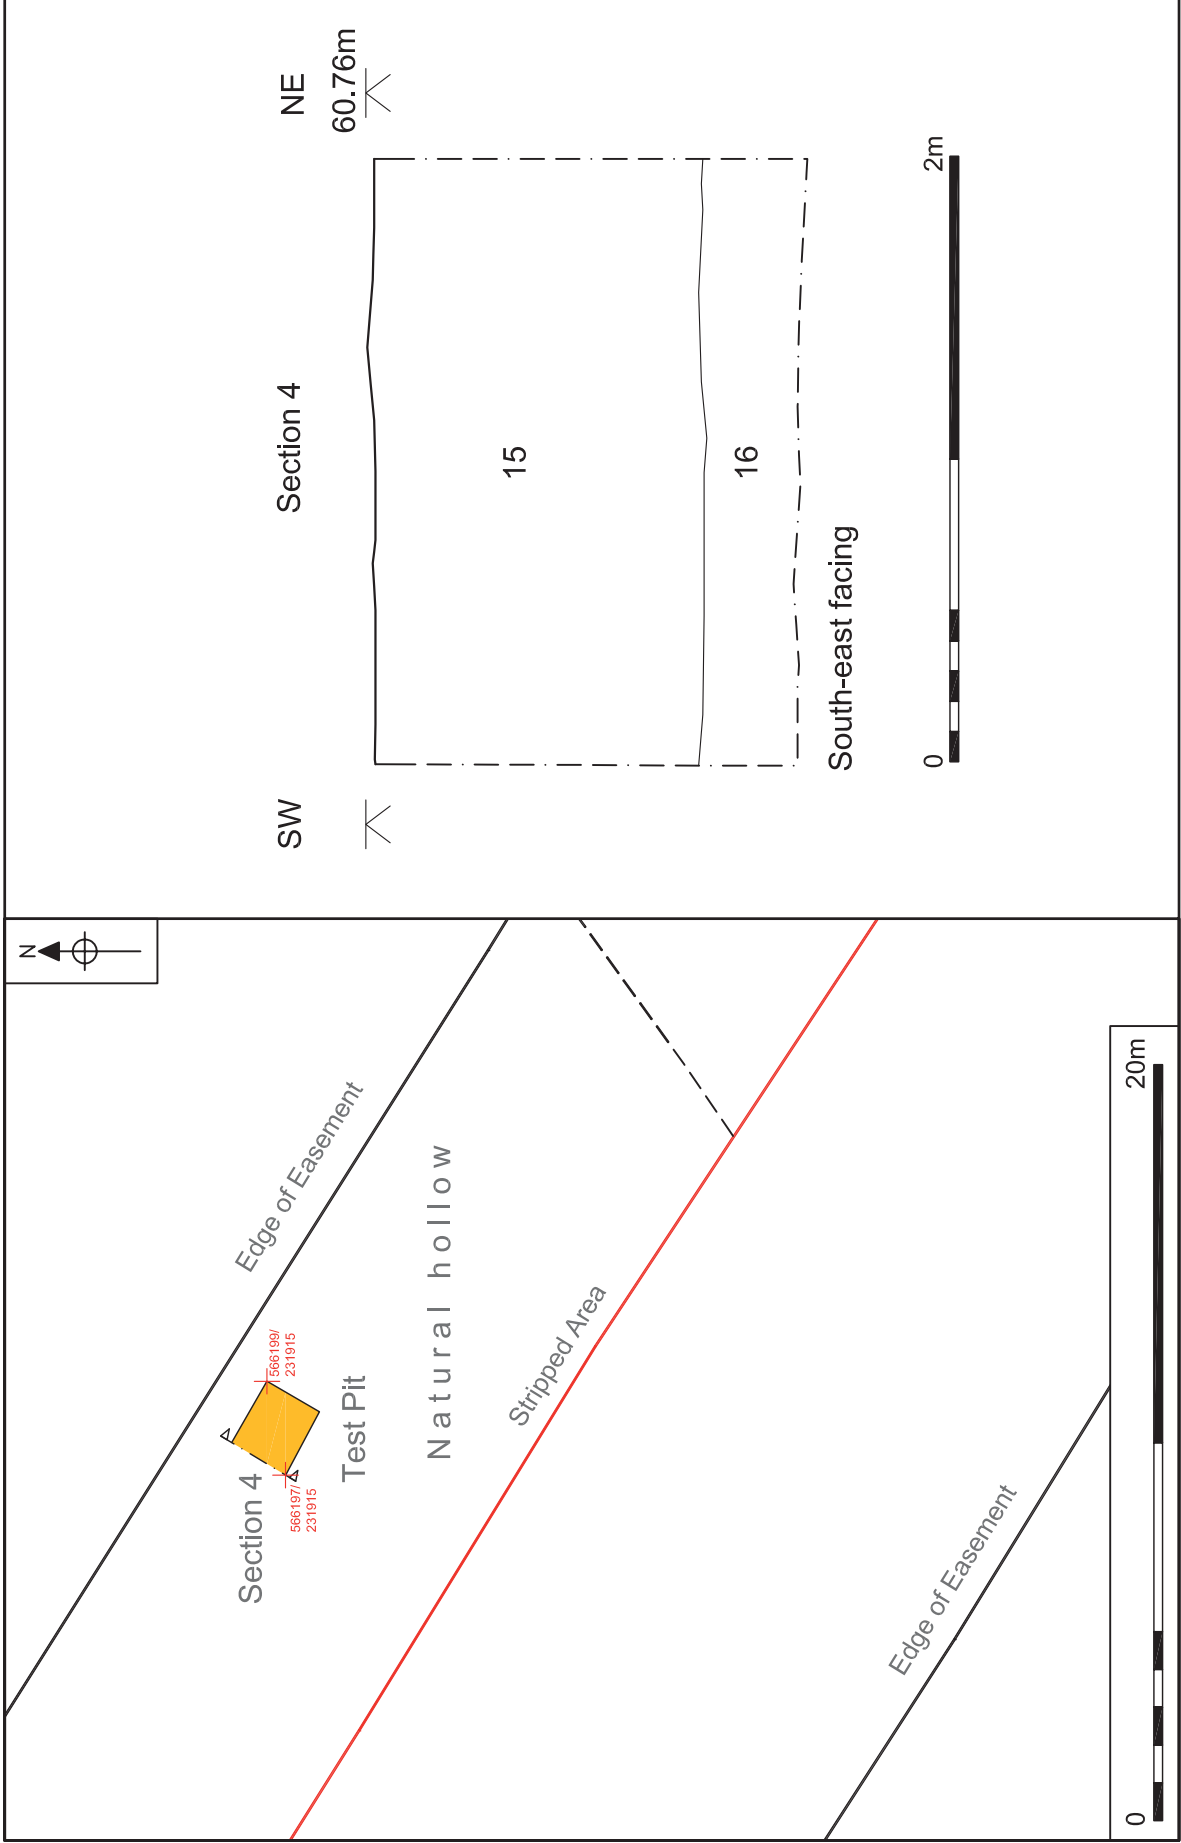 N
Edge of Easement
Section 4
566199/
231915
566197/
231915
Test Pit
Natural hollow
Stripped Area
Edge of Easement
0
20m
Section 4
SW
NE
60.76m
15
16
South-east facing
0
2m